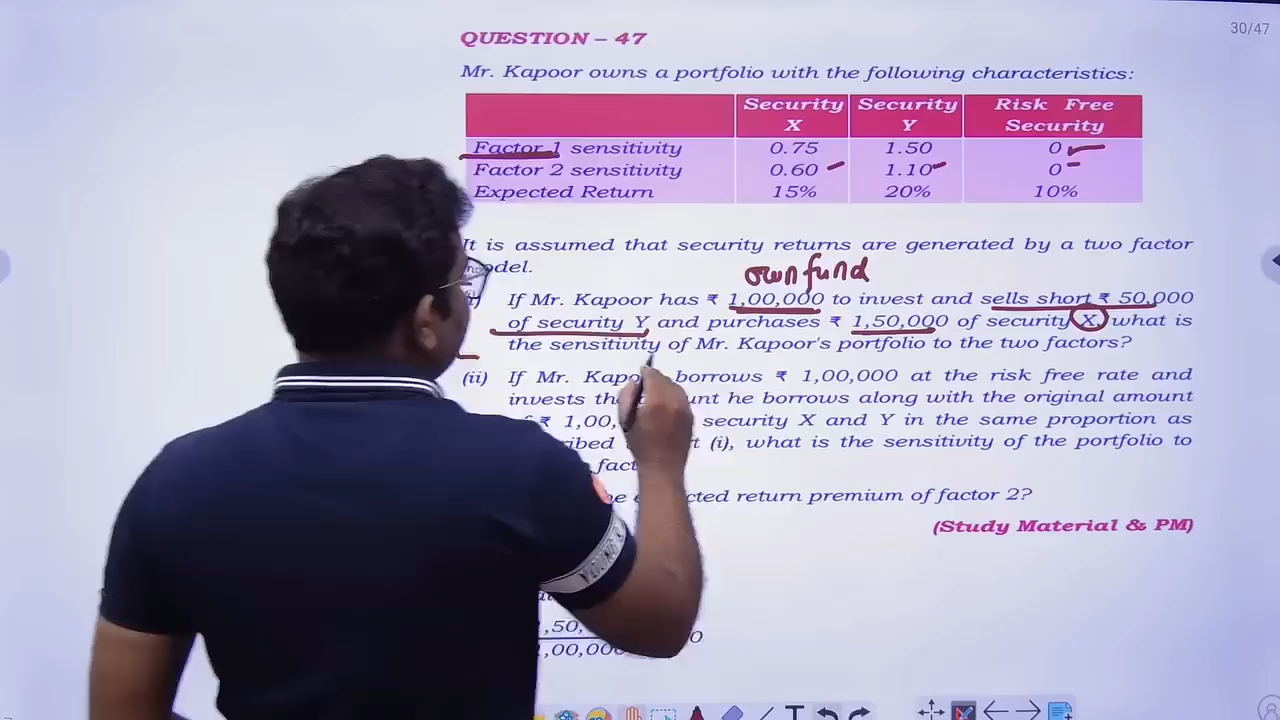 30/47
QUESTION – 47
Mr. Kapoor owns a portfolio with the following characteristics:
Security X Security Y Risk Free Security
Factor 1 sensitivity 0.75 1.50 0
Factor 2 sensitivity 0.60 1.10 0
Expected Return 15% 20% 10%
It is assumed that security returns are generated by a two factor
own fund
If Mr. Kapoor has ₹ 1,00,000 to invest and sells short ₹ 50,000
of security Y and purchases ₹ 1,50,000 of security X, what is
the sensitivity of Mr. Kapoor's portfolio to the two factors?
(ii) If Mr. borrows ₹ 1,00,000 at the risk free rate and
invests he borrows along with the original amount
₹ security X and Y in the same proportion as
(i), what is the sensitivity of the portfolio to
return premium of factor 2?
(Study Material & PM)